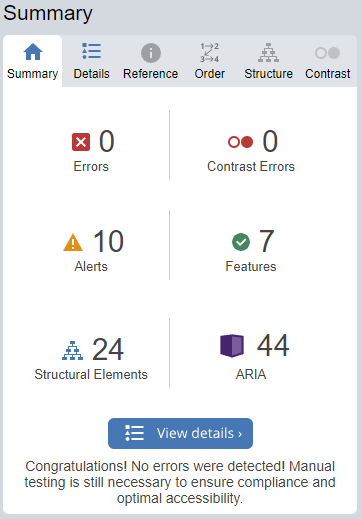 Summary
Summary Details Reference Order Structure Contrast
0 0
Errors Contrast Errors
10 7
Alerts Features
24 44
Structural Elements ARIA
View details ›
Congratulations! No errors were detected! Manual
testing is still necessary to ensure compliance and
optimal accessibility.